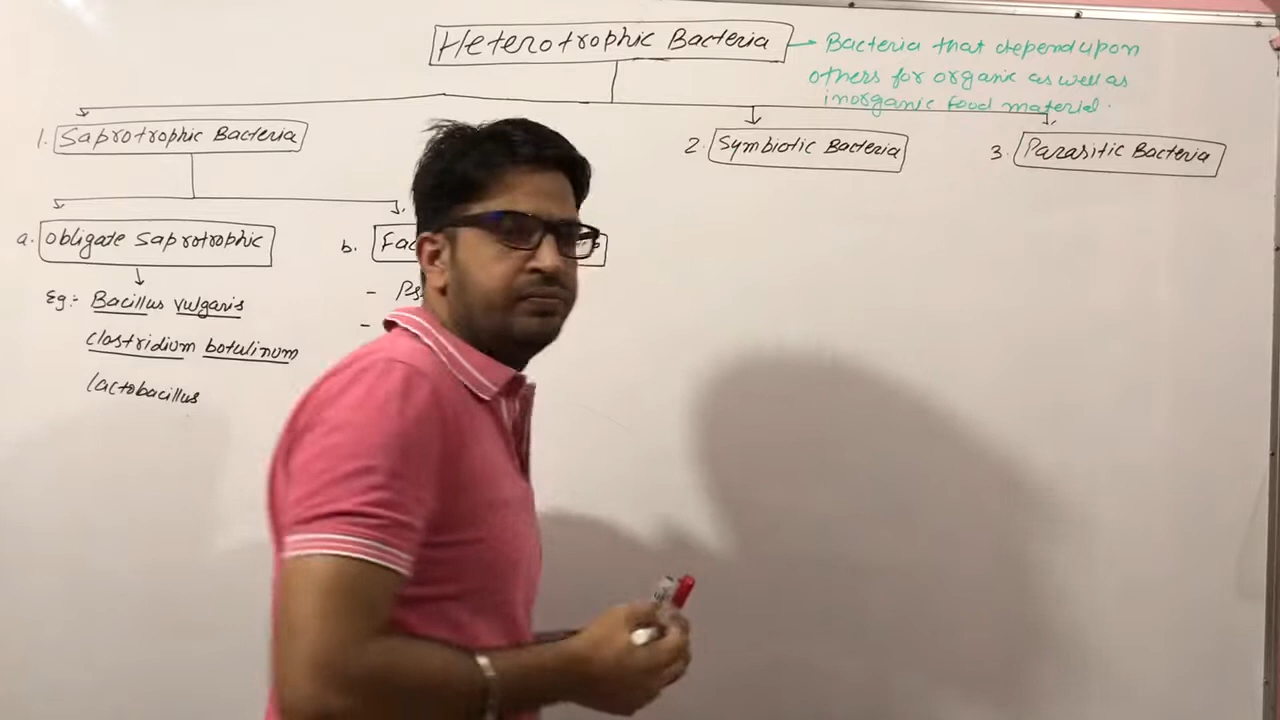 Heterotrophic Bacteria
Bacteria that depend upon
others for organic as well as
inorganic food material.
1. Saprotrophic Bacteria
2. Symbiotic Bacteria
3. Parasitic Bacteria
a. Obligate Saprotrophic
b.
Eg:- Bacillus vulgaris
clostridium botulinum
lactobacillus